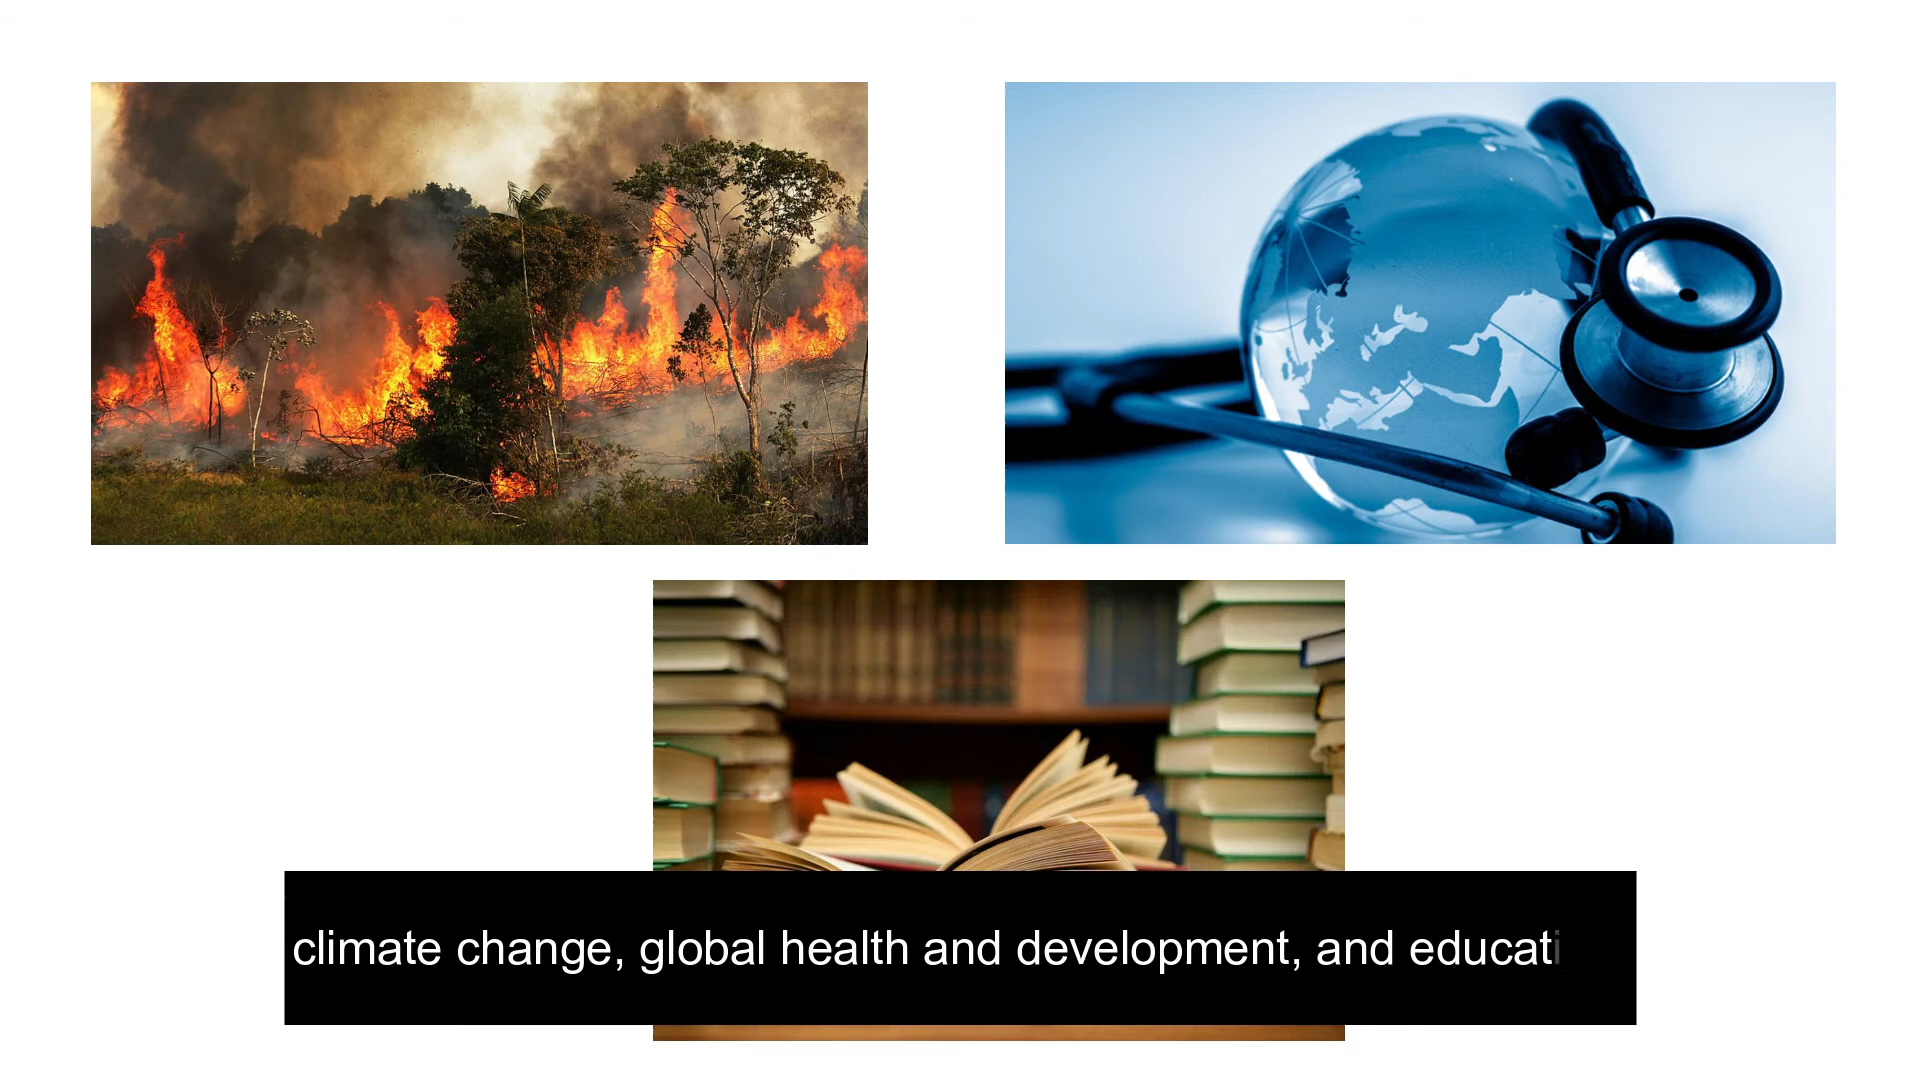 climate change, global health and development, and educati